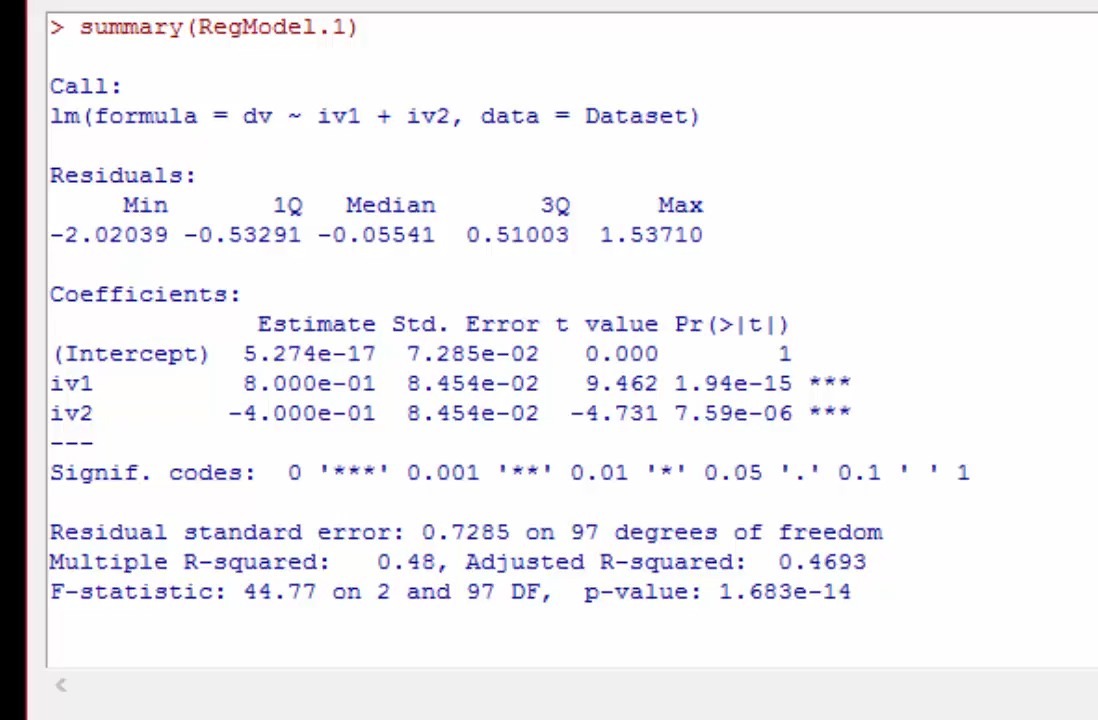 > summary(RegModel.1)
Call:
lm(formula = dv ~ iv1 + iv2, data = Dataset)
Residuals:
Min 1Q Median 3Q Max
-2.02039 -0.53291 -0.05541 0.51003 1.53710
Coefficients:
Estimate Std. Error t value Pr(>|t|)
(Intercept) 5.274e-17 7.285e-02 0.000 1
iv1 8.000e-01 8.454e-02 9.462 1.94e-15 ***
iv2 -4.000e-01 8.454e-02 -4.731 7.59e-06 ***
---
Signif. codes: 0 '***' 0.001 '**' 0.01 '*' 0.05 '.' 0.1 ' ' 1
Residual standard error: 0.7285 on 97 degrees of freedom
Multiple R-squared: 0.48, Adjusted R-squared: 0.4693
F-statistic: 44.77 on 2 and 97 DF, p-value: 1.683e-14